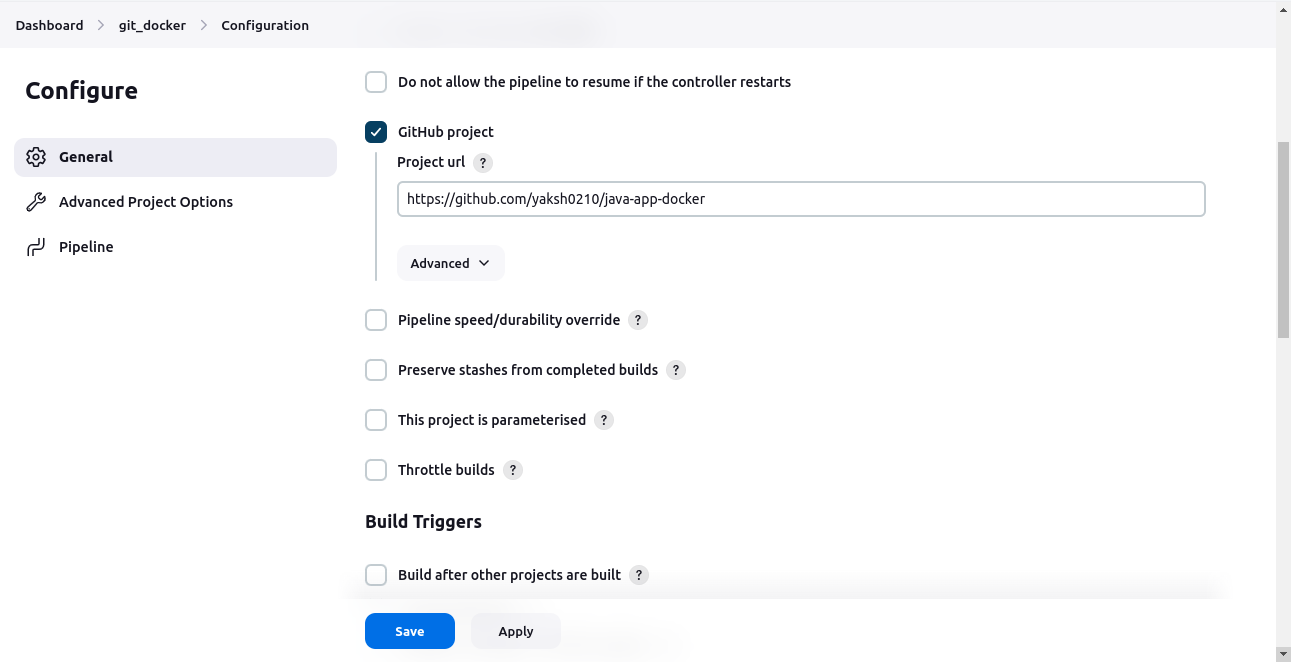 Dashboard > git_docker > Configuration
Configure
General
Advanced Project Options
Pipeline
Do not allow the pipeline to resume if the controller restarts
GitHub project
Project url ?
https://github.com/yaksh0210/java-app-docker
Advanced
Pipeline speed/durability override ?
Preserve stashes from completed builds ?
This project is parameterised ?
Throttle builds ?
Build Triggers
Build after other projects are built ?
Save Apply